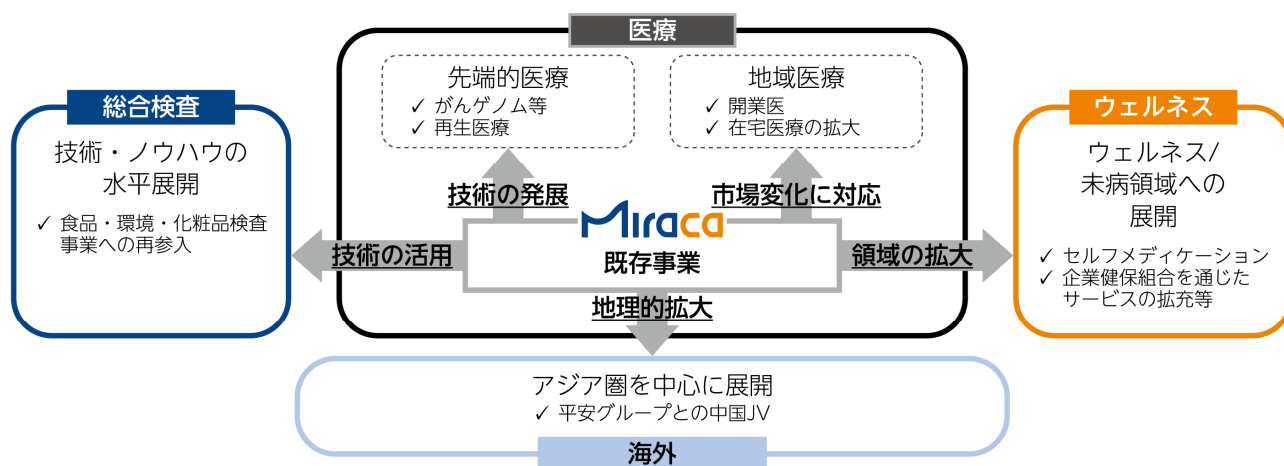 医療
先端的医療
✓ がんゲノム等
✓ 再生医療
地域医療
✓ 開業医
✓ 在宅医療の拡大
総合検査
技術・ノウハウの
水平展開
✓ 食品・環境・化粧品検査
事業への再参入
技術の発展
市場変化に対応
Miraca
既存事業
技術の活用
領域の拡大
地理的拡大
ウェルネス
ウェルネス/
未病領域への
展開
✓ セルフメディケーション
✓ 企業健保組合を通じた
サービスの拡充等
アジア圏を中心に展開
✓ 平安グループとの中国JV
海外